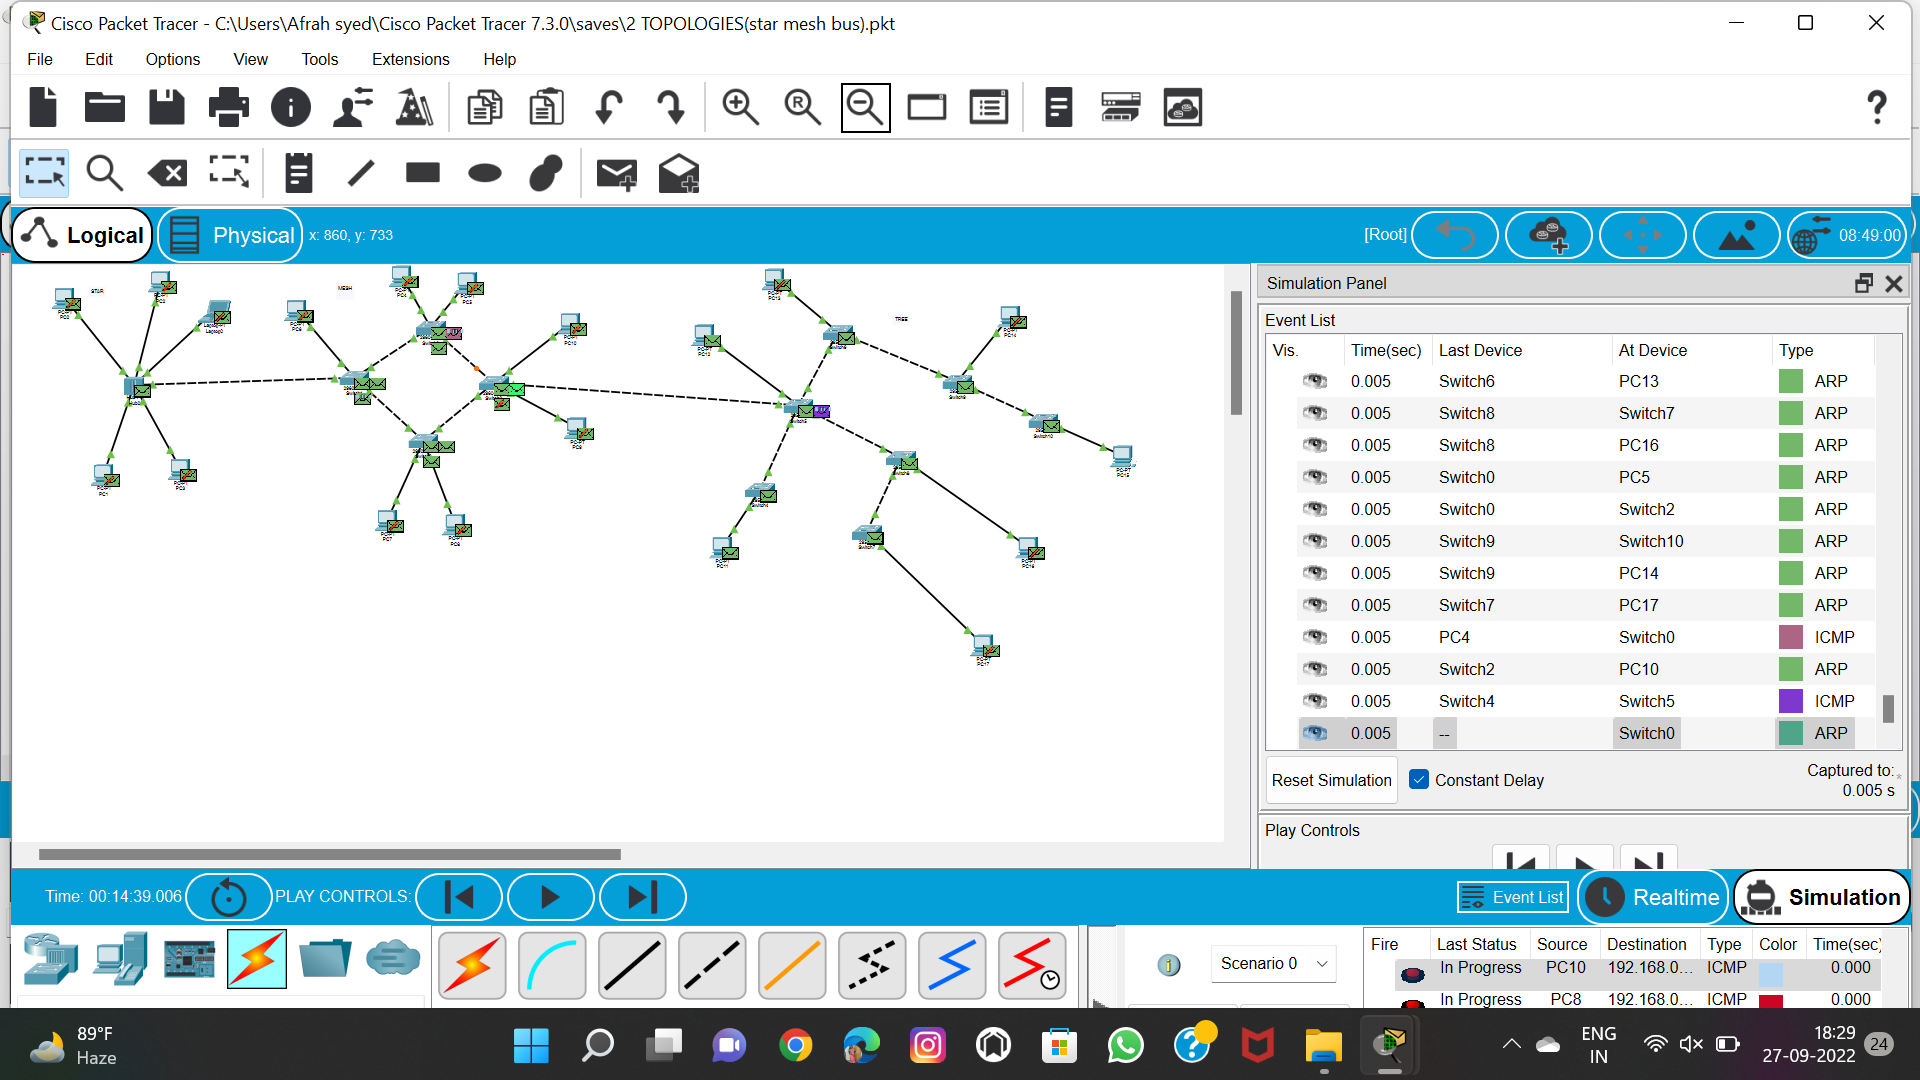 Cisco Packet Tracer - C:\Users\Afrah syed\Cisco Packet Tracer 7.3.0\saves\2 TOPOLOGIES(star mesh bus).pkt
File Edit Options View Tools Extensions Help
Logical Physical x: 860, y: 733 [Root] 08:49:00
STAR
MESH
TREE
PC1
PC7
PC11
PC17
Simulation Panel
Event List
Vis. Time(sec) Last Device At Device Type
0.005 Switch6 PC13 ARP
0.005 Switch8 Switch7 ARP
0.005 Switch8 PC16 ARP
0.005 Switch0 PC5 ARP
0.005 Switch0 Switch2 ARP
0.005 Switch9 Switch10 ARP
0.005 Switch9 PC14 ARP
0.005 Switch7 PC17 ARP
0.005 PC4 Switch0 ICMP
0.005 Switch2 PC10 ARP
0.005 Switch4 Switch5 ICMP
0.005 -- Switch0 ARP
Reset Simulation Constant Delay Captured to: *
0.005 s
Play Controls
Time: 00:14:39.006 PLAY CONTROLS: Event List Realtime Simulation
Scenario 0
Fire Last Status Source Destination Type Color Time(sec)
In Progress PC10 192.168.0... ICMP 0.000
In Progress PC8 192.168.0... ICMP 0.000
89°F
Haze
ENG
IN
18:29
27-09-2022
24